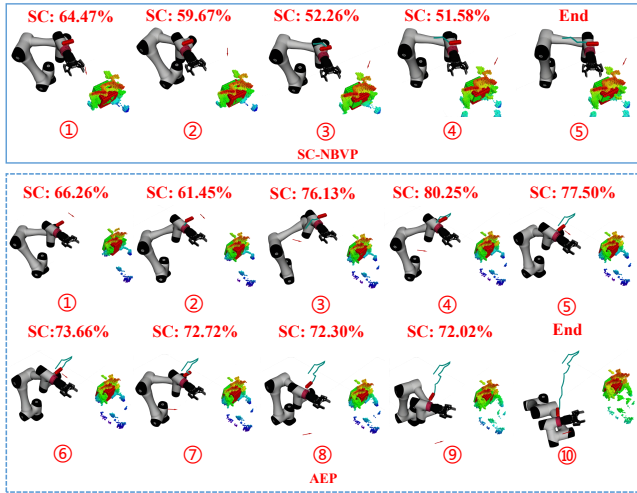 SC: 64.47% SC: 59.67% SC: 52.26% SC: 51.58% End
① ② ③ ④ ⑤
SC-NBVP
SC: 66.26% SC: 61.45% SC: 76.13% SC: 80.25% SC: 77.50%
① ② ③ ④ ⑤
SC:73.66% SC: 72.72% SC: 72.30% SC: 72.02% End
⑥ ⑦ ⑧ ⑨ ⑩
AEP